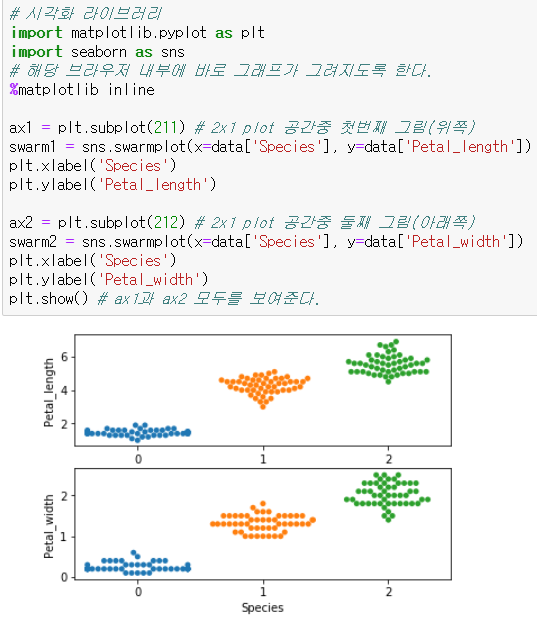 # 시각화 라이브러리
import matplotlib.pyplot as plt
import seaborn as sns
# 해당 브라우저 내부에 바로 그래프가 그려지도록 한다.
%matplotlib inline
ax1 = plt.subplot(211) # 2x1 plot 공간중 첫번째 그림(위쪽)
swarm1 = sns.swarmplot(x=data['Species'], y=data['Petal_length'])
plt.xlabel('Species')
plt.ylabel('Petal_length')
ax2 = plt.subplot(212) # 2x1 plot 공간중 둘째 그림(아래쪽)
swarm2 = sns.swarmplot(x=data['Species'], y=data['Petal_width'])
plt.xlabel('Species')
plt.ylabel('Petal_width')
plt.show() # ax1과 ax2 모두를 보여준다.
Petal_length
6
4
2
0 1 2
Petal_width
2
1
0
0 1 2
Species